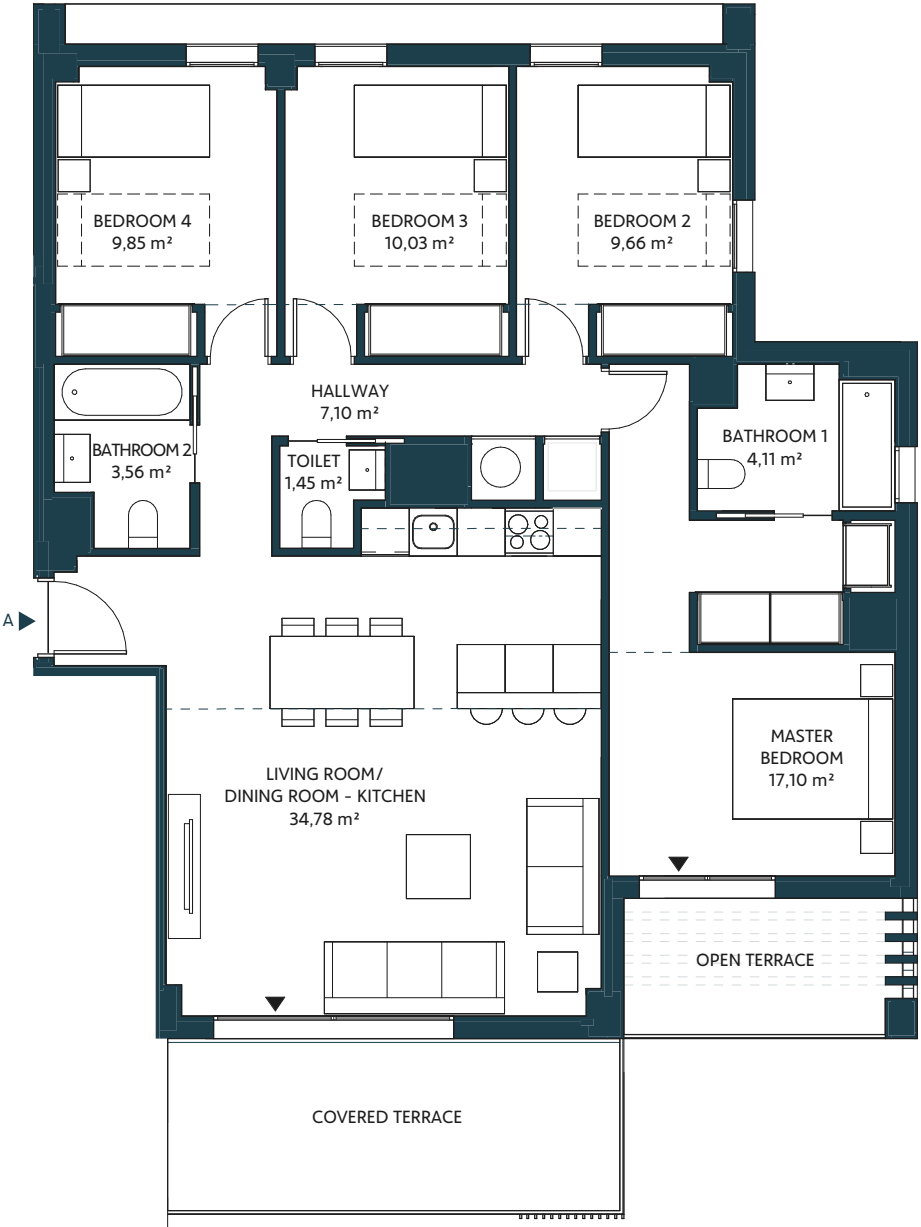 BEDROOM 4
9,85 m²
BEDROOM 3
10,03 m²
BEDROOM 2
9,66 m²
HALLWAY
7,10 m²
BATHROOM 2
3,56 m²
TOILET
1,45 m²
BATHROOM 1
4,11 m²
A
MASTER
BEDROOM
17,10 m²
LIVING ROOM/
DINING ROOM - KITCHEN
34,78 m²
OPEN TERRACE
COVERED TERRACE